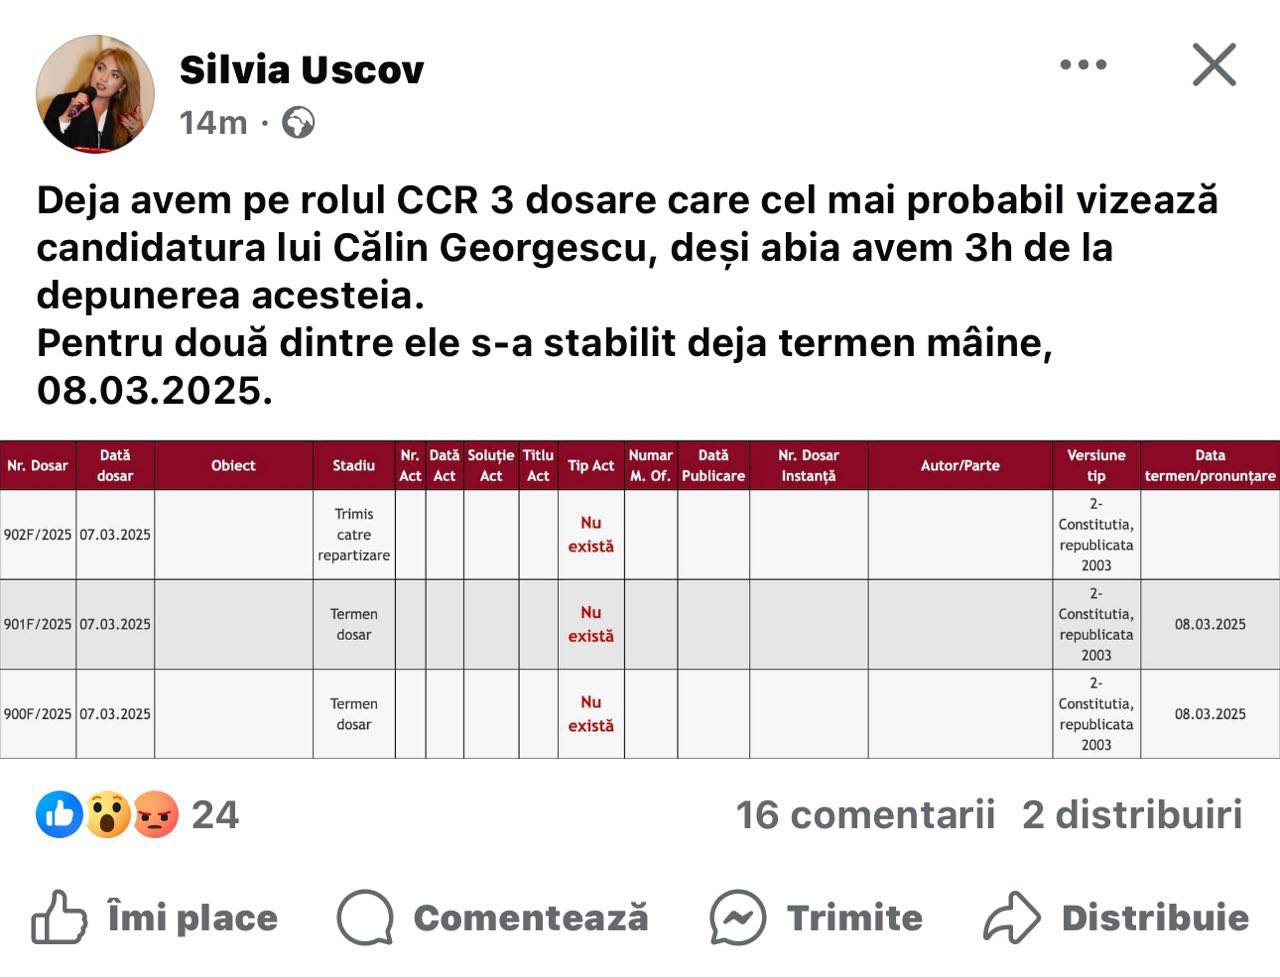 Silvia Uscov
14m ·
Deja avem pe rolul CCR 3 dosare care cel mai probabil vizează
candidatura lui Călin Georgescu, deși abia avem 3h de la
depunerea acesteia.
Pentru două dintre ele s-a stabilit deja termen mâine,
08.03.2025.
Nr. Dosar Dată dosar Obiect Stadiu Nr. Act Dată Act Soluție Act Titlu Act Tip Act Numar M. Of. Dată Publicare Nr. Dosar Instanță Autor/Parte Versiune tip Data termen/pronunțare
902F/2025 07.03.2025 Trimis catre repartizare Nu există 2- Constitutia, republicata 2003
901F/2025 07.03.2025 Termen dosar Nu există 2- Constitutia, republicata 2003 08.03.2025
900F/2025 07.03.2025 Termen dosar Nu există 2- Constitutia, republicata 2003 08.03.2025
24 16 comentarii 2 distribuiri
Îmi place Comentează Trimite Distribuie